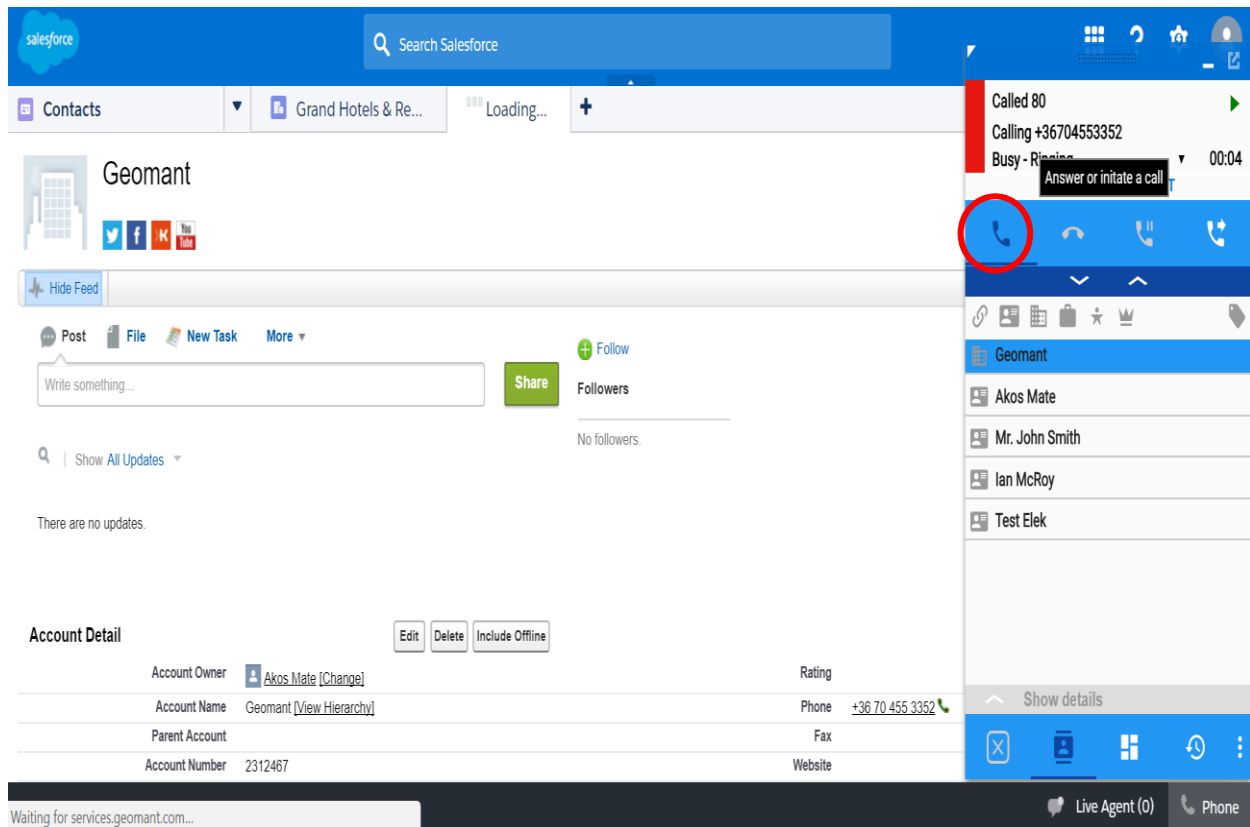 salesforce
Search Salesforce
Contacts
Grand Hotels & Re...
Loading...
Geomant
You
Tube
Hide Feed
Post File New Task More
Write something...
Share
Follow
Followers
No followers.
Show All Updates
There are no updates.
Account Detail
Edit Delete Include Offline
Account Owner Akos Mate [Change]
Rating
Account Name Geomant [View Hierarchy]
Phone +36 70 455 3352
Parent Account
Fax
Account Number 2312467
Website
Waiting for services.geomant.com...
Called 80
Calling +36704553352
Busy - Ringing 00:04
Answer or initate a call
Geomant
Akos Mate
Mr. John Smith
Ian McRoy
Test Elek
Show details
Live Agent (0) Phone